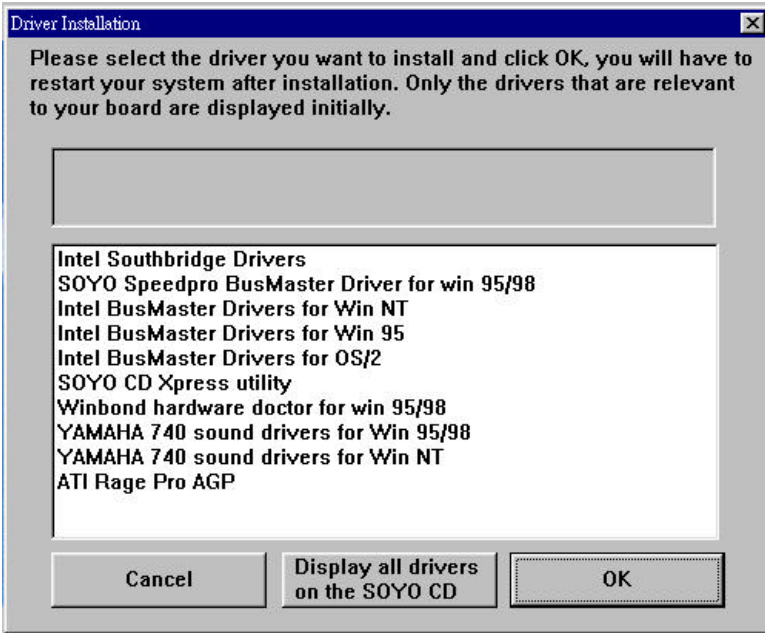 Driver Installation
Please select the driver you want to install and click OK, you will have to
restart your system after installation. Only the drivers that are relevant
to your board are displayed initially.
Intel Southbridge Drivers
SOYO Speedpro BusMaster Driver for win 95/98
Intel BusMaster Drivers for Win NT
Intel BusMaster Drivers for Win 95
Intel BusMaster Drivers for OS/2
SOYO CD Xpress utility
Winbond hardware doctor for win 95/98
YAMAHA 740 sound drivers for Win 95/98
YAMAHA 740 sound drivers for Win NT
ATI Rage Pro AGP
Cancel
Display all drivers
on the SOYO CD
OK